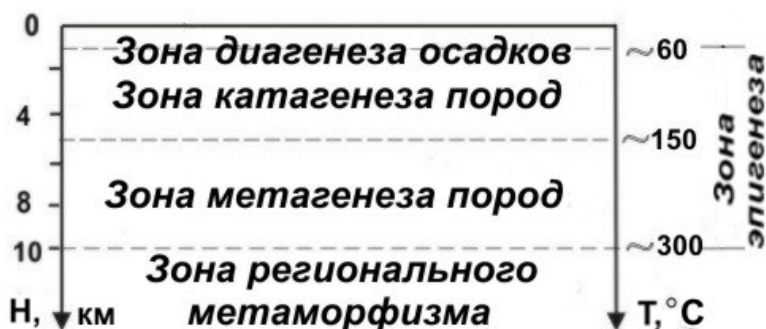 0
Зона диагенеза осадков
~60
Зона катагенеза пород
4
~150
8
Зона метагенеза пород
10
~300
Зона регионального
метаморфизма
Н, км
Т,°С
Зона
эпигенеза